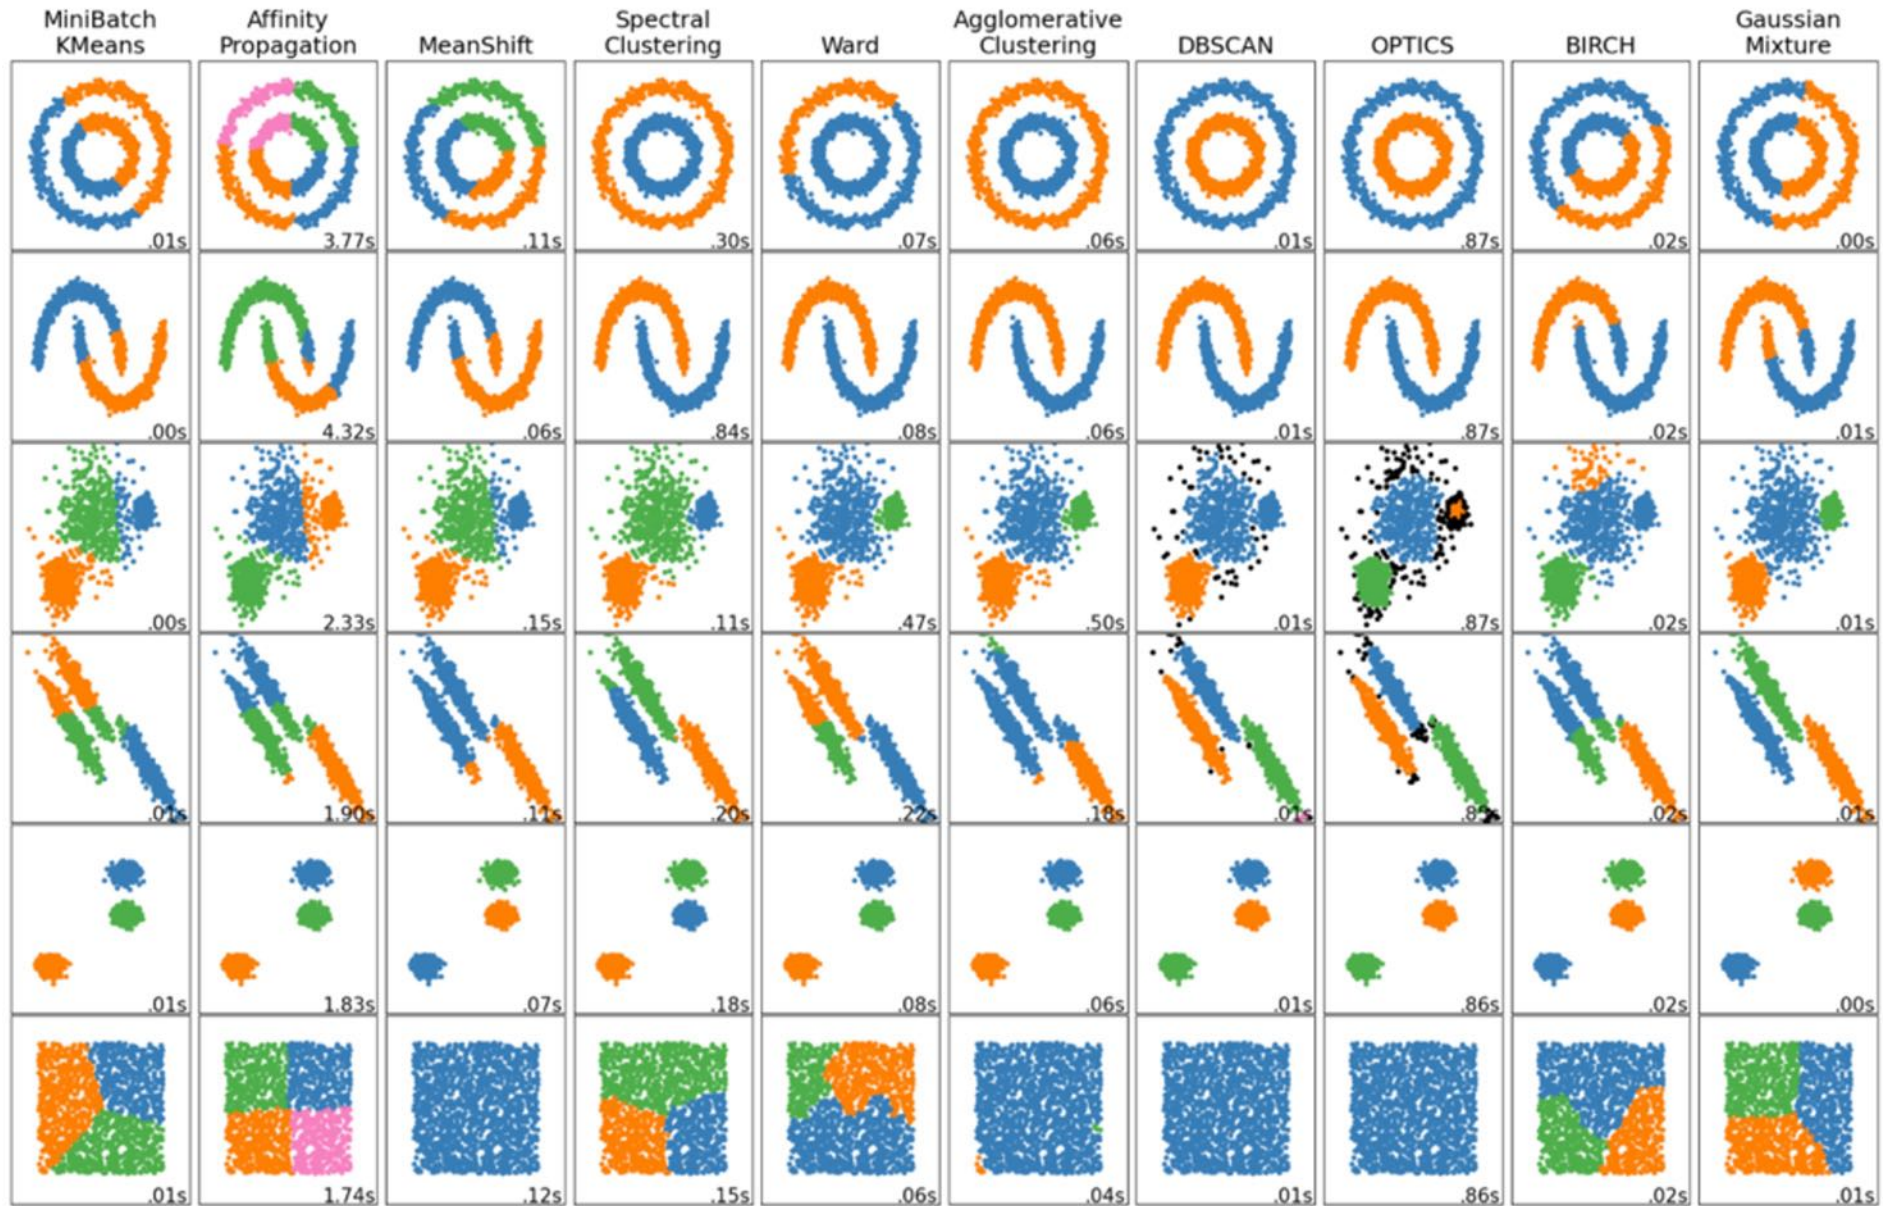 MiniBatch
KMeans
Affinity
Propagation
MeanShift
Spectral
Clustering
Ward
Agglomerative
Clustering
DBSCAN
OPTICS
BIRCH
Gaussian
Mixture
.01s
3.77s
.11s
.30s
.07s
.06s
.01s
.87s
.02s
.00s
.00s
4.32s
.06s
.84s
.08s
.06s
.01s
.87s
.02s
.01s
.00s
2.33s
.15s
.11s
.47s
.50s
.01s
.87s
.02s
.01s
.01s
1.90s
.11s
.20s
.22s
.18s
.01s
.02s
.01s
.01s
1.83s
.07s
.18s
.08s
.06s
.01s
.86s
.02s
.00s
.01s
1.74s
.12s
.15s
.06s
.04s
.01s
.86s
.02s
.01s